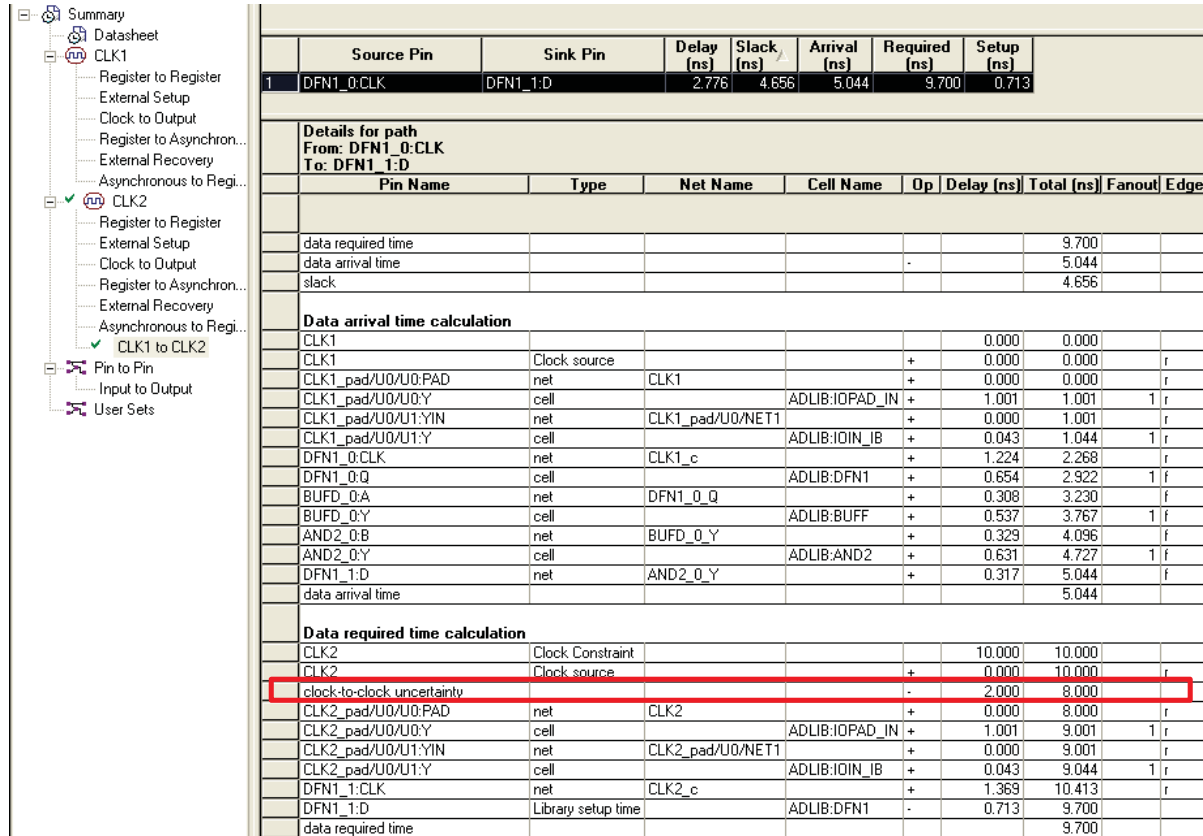 Summary
Datasheet
CLK1
Register to Register
External Setup
Clock to Output
Register to Asynchron...
External Recovery
Asynchronous to Regi...
CLK2
Register to Register
External Setup
Clock to Output
Register to Asynchron...
External Recovery
Asynchronous to Regi...
CLK1 to CLK2
Pin to Pin
Input to Output
User Sets
Source Pin Sink Pin Delay (ns) Slack (ns) Arrival (ns) Required (ns) Setup (ns)
1 DFN1_0:CLK DFN1_1:D 2.776 4.656 5.044 9.700 0.713
Details for path
From: DFN1_0:CLK
To: DFN1_1:D
Pin Name Type Net Name Cell Name Op Delay (ns) Total (ns) Fanout Edge
data required time 9.700
data arrival time - 5.044
slack 4.656
Data arrival time calculation
CLK1 0.000 0.000
CLK1 Clock source + 0.000 0.000 r
CLK1_pad/U0/U0:PAD net CLK1 + 0.000 0.000 r
CLK1_pad/U0/U0:Y cell ADLIB:IOPAD_IN + 1.001 1.001 1 r
CLK1_pad/U0/U1:YIN net CLK1_pad/U0/NET1 + 0.000 1.001 r
CLK1_pad/U0/U1:Y cell ADLIB:IOIN_IB + 0.043 1.044 1 r
DFN1_0:CLK net CLK1_c + 1.224 2.268 r
DFN1_0:Q cell ADLIB:DFN1 + 0.654 2.922 1 f
BUFD_0:A net DFN1_0_Q + 0.308 3.230 f
BUFD_0:Y cell ADLIB:BUFF + 0.537 3.767 1 f
AND2_0:B net BUFD_0_Y + 0.329 4.096 f
AND2_0:Y cell ADLIB:AND2 + 0.631 4.727 1 f
DFN1_1:D net AND2_0_Y + 0.317 5.044 f
data arrival time 5.044
Data required time calculation
CLK2 Clock Constraint 10.000 10.000
CLK2 Clock source + 0.000 10.000 r
clock-to-clock uncertainty - 2.000 8.000
CLK2_pad/U0/U0:PAD net CLK2 + 0.000 8.000 r
CLK2_pad/U0/U0:Y cell ADLIB:IOPAD_IN + 1.001 9.001 1 r
CLK2_pad/U0/U1:YIN net CLK2_pad/U0/NET1 + 0.000 9.001 r
CLK2_pad/U0/U1:Y cell ADLIB:IOIN_IB + 0.043 9.044 1 r
DFN1_1:CLK net CLK2_c + 1.369 10.413 r
DFN1_1:D Library setup time ADLIB:DFN1 - 0.713 9.700
data required time 9.700